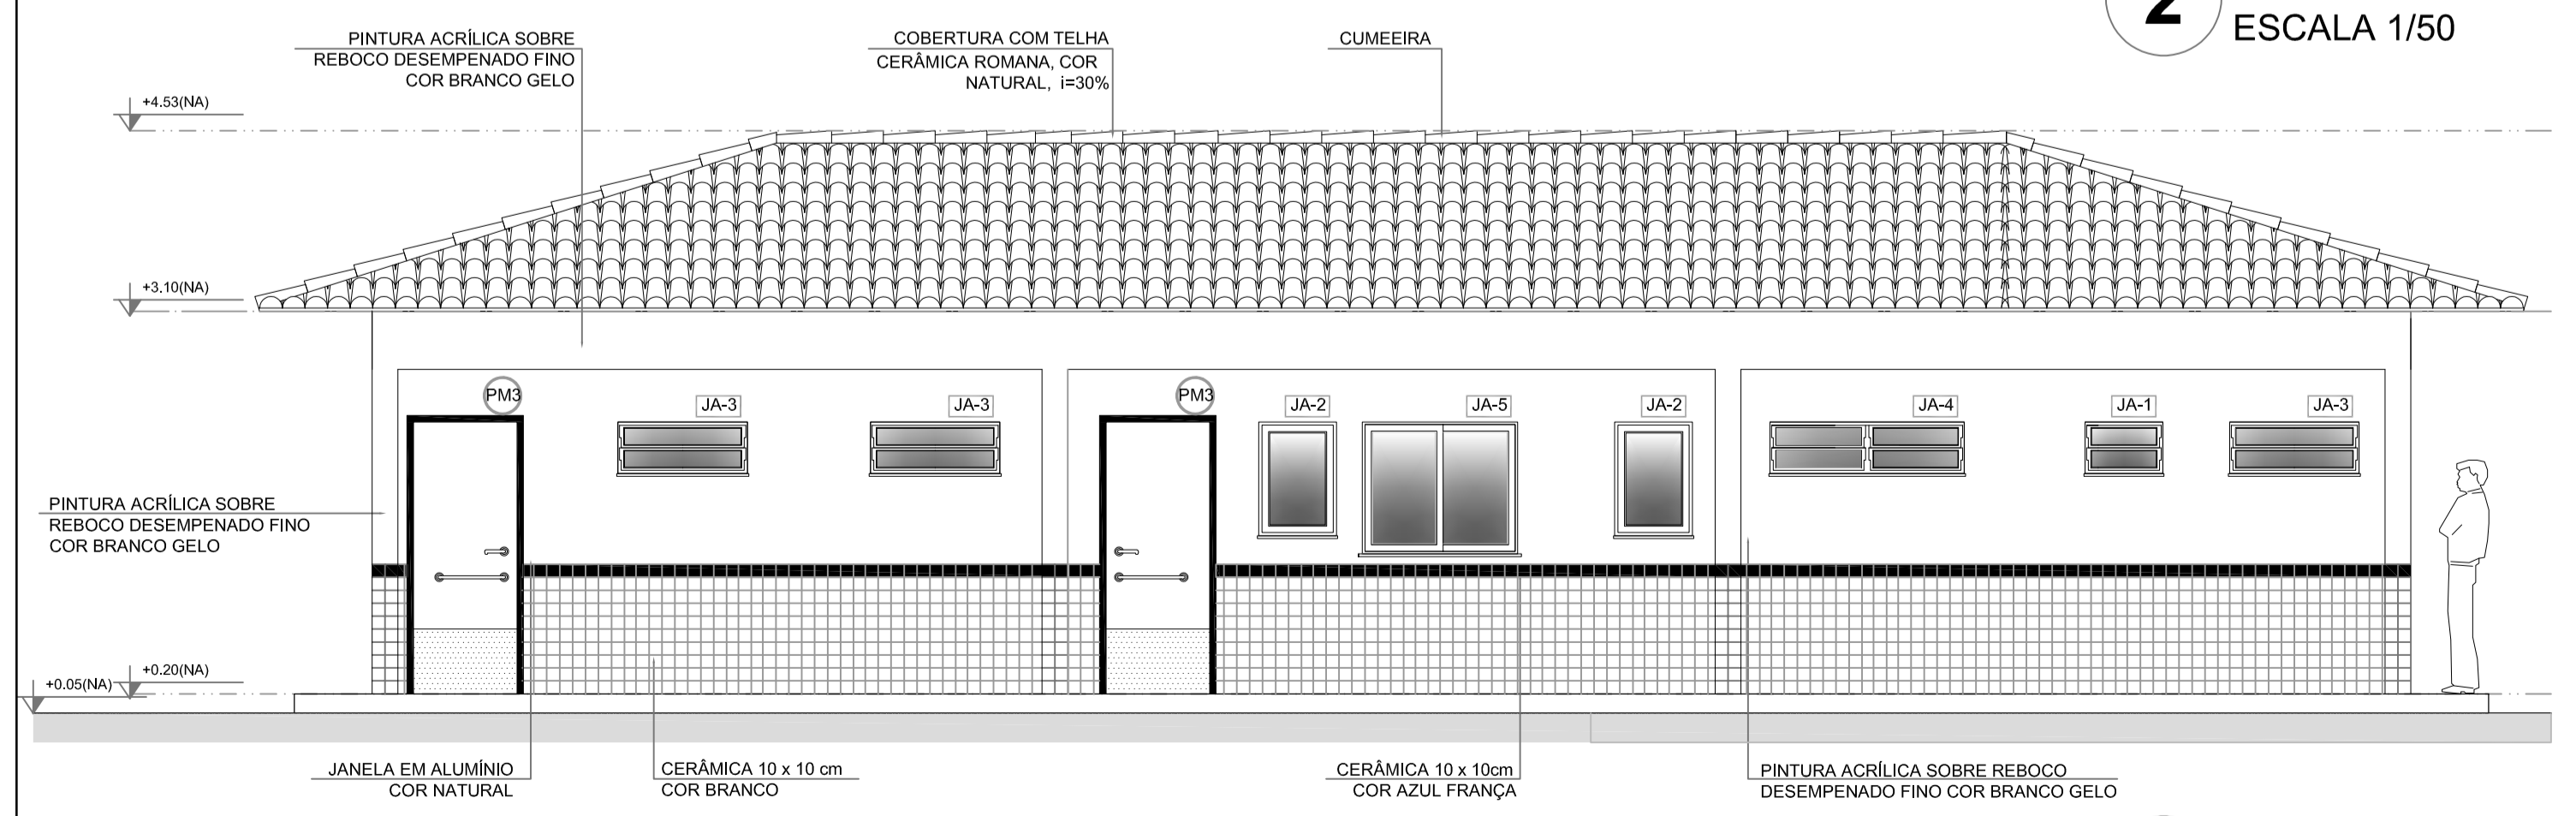 2
ESCALA 1/50
PINTURA ACRÍLICA SOBRE
REBOCO DESEMPENADO FINO
COR BRANCO GELO
COBERTURA COM TELHA
CERÂMICA ROMANA, COR
NATURAL, i=30%
CUMEEIRA
+4.53(NA)
+3.10(NA)
PM3
JA-3
JA-3
PM3
JA-2
JA-5
JA-2
JA-4
JA-1
JA-3
PINTURA ACRÍLICA SOBRE
REBOCO DESEMPENADO FINO
COR BRANCO GELO
+0.20(NA)
+0.05(NA)
JANELA EM ALUMÍNIO
COR NATURAL
CERÂMICA 10 x 10 cm
COR BRANCO
CERÂMICA 10 x 10cm
COR AZUL FRANÇA
PINTURA ACRÍLICA SOBRE REBOCO
DESEMPENADO FINO COR BRANCO GELO